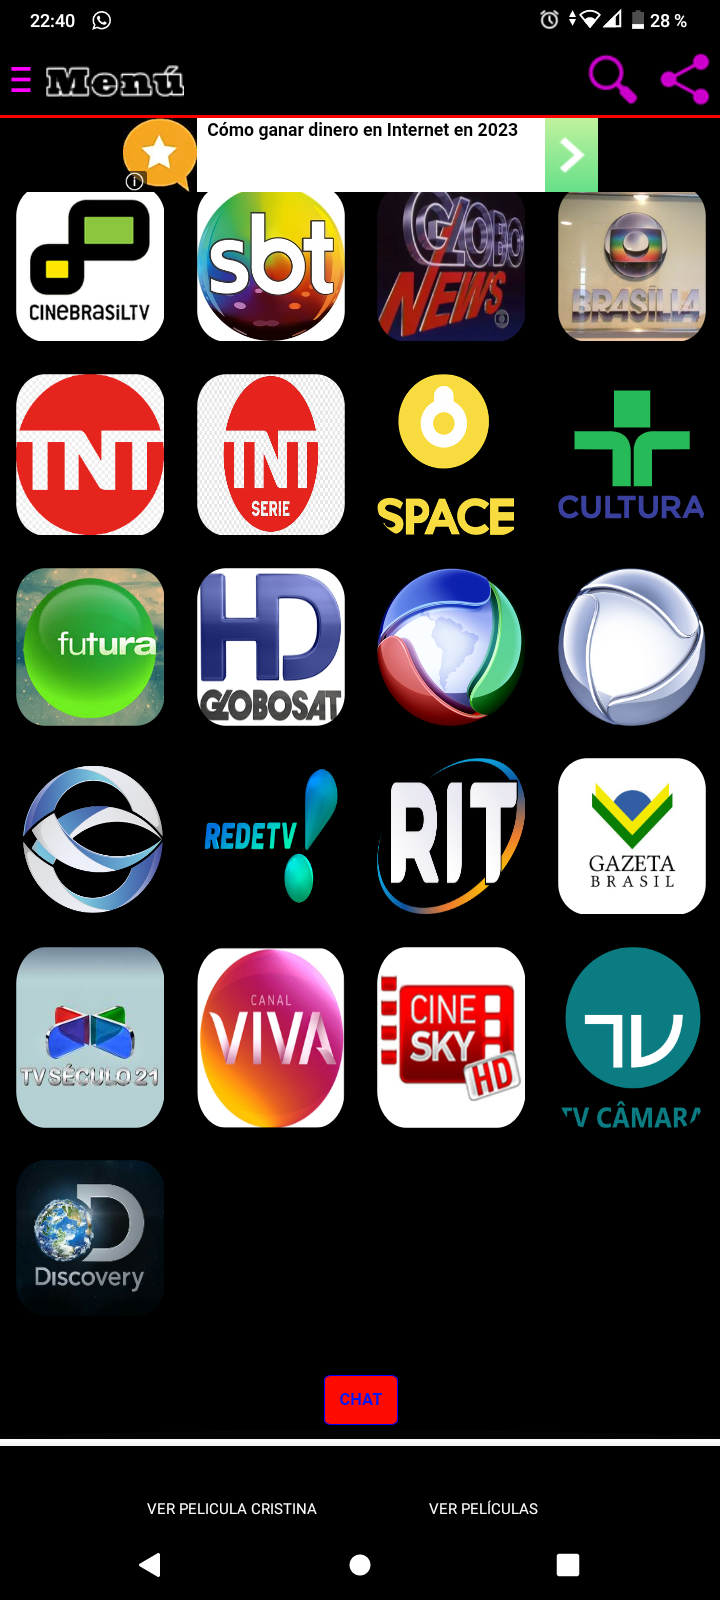 22:40
28 %
Menú
Cómo ganar dinero en Internet en 2023
CINEBRASILTV
sbt
GLOBO
NEWS
BRASÍLIA
TNT
TNT
SERIE
SPACE
CULTURA
futura
HD
GLOBOSAT
REDETV
RIT
GAZETA
BRASIL
TV SÉCULO 21
CANAL
VIVA
CINE
SKY
HD
TV CÂMARA
Discovery
CHAT
VER PELICULA CRISTINA
VER PELÍCULAS